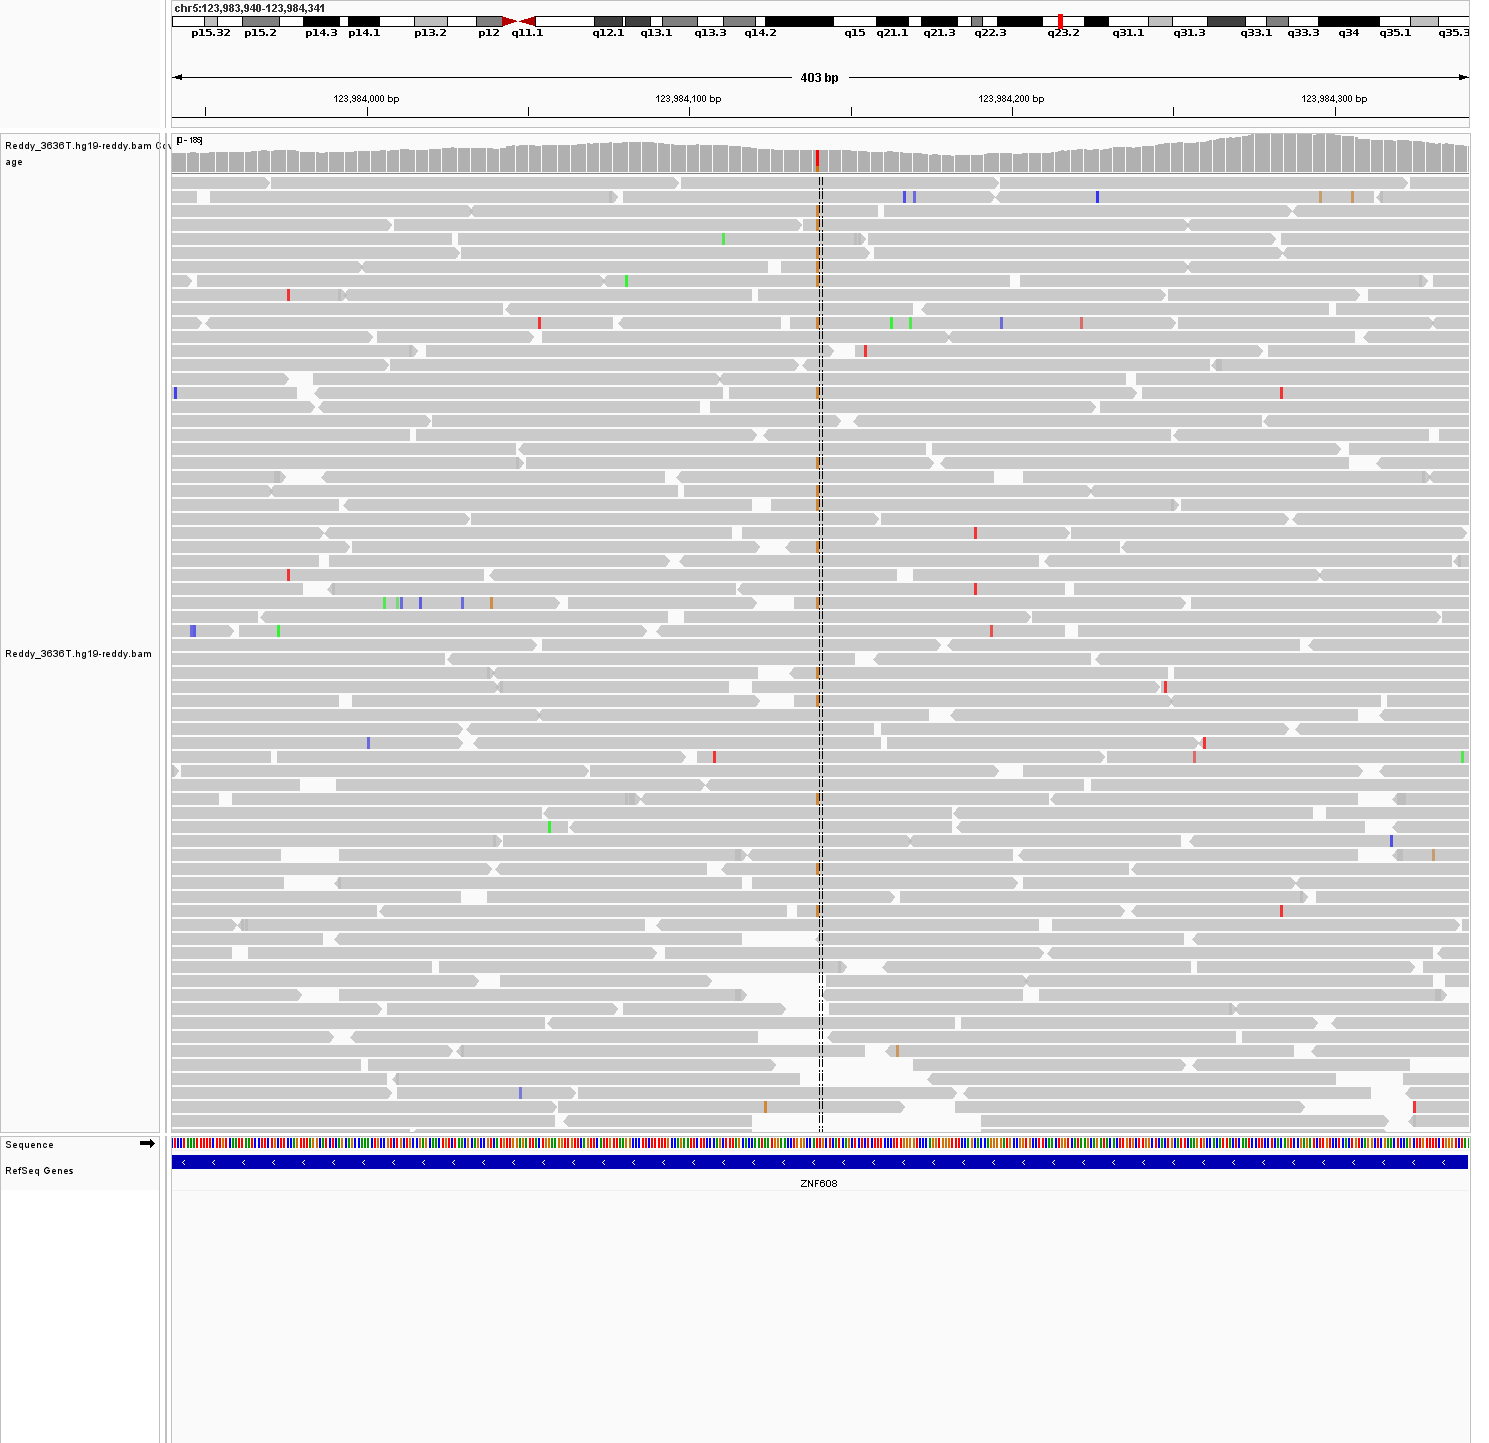 chr5:123,983,940-123,984,341
p15.32 p15.2 p14.3 p14.1 p13.2 p12 q11.1 q12.1 q13.1 q13.3 q14.2 q15 q21.1 q21.3 q22.3 q23.2 q31.1 q31.3 q33.1 q33.3 q34 q35.1 q35.3
403 bp
123,984,000 bp 123,984,100 bp 123,984,200 bp 123,984,300 bp
[0 - 185]
Reddy_3636T.hg19-reddy.bam Cov
age
Reddy_3636T.hg19-reddy.bam
Sequence
RefSeq Genes
ZNF608